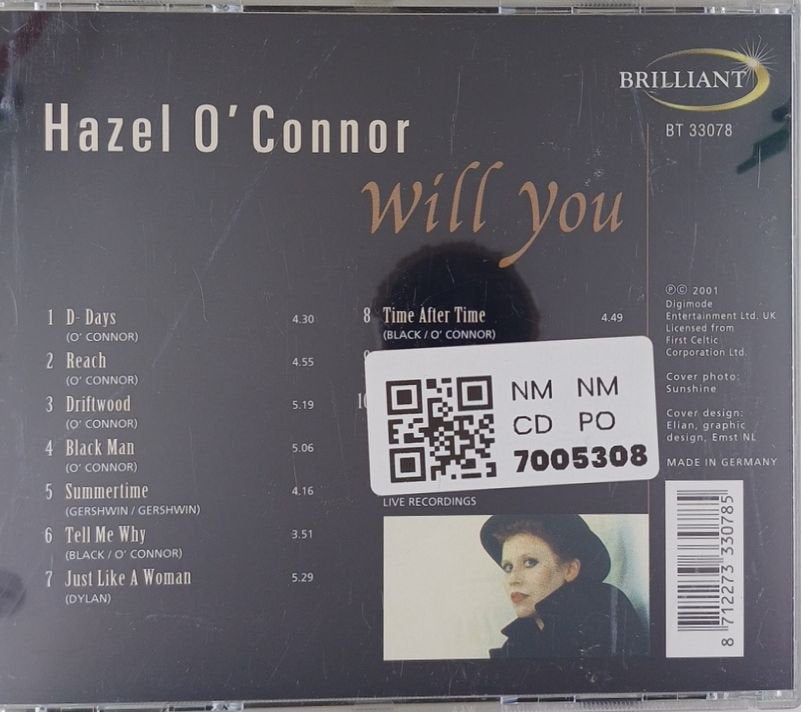 BRILLIANT
BT 33078
Hazel O'Connor
Will You
1 D- Days 4.30
(O' CONNOR)
2 Reach 4.55
(O' CONNOR)
3 Driftwood 5.19
(O' CONNOR)
4 Black Man 5.06
(O' CONNOR)
5 Summertime 4.16
(GERSHWIN / GERSHWIN)
6 Tell Me Why 3.51
(BLACK / O' CONNOR)
7 Just Like A Woman 5.29
(DYLAN)
8 Time After Time 4.49
(BLACK / O' CONNOR)
NM NM
CD PO
7005308
LIVE RECORDINGS
℗© 2001
Digimode
Entertainment Ltd. UK
Licensed from
First Celtic
Corporation Ltd.
Cover photo:
Sunshine
Cover design:
Elian, graphic
design, Emst NL
MADE IN GERMANY
8 712273 330785